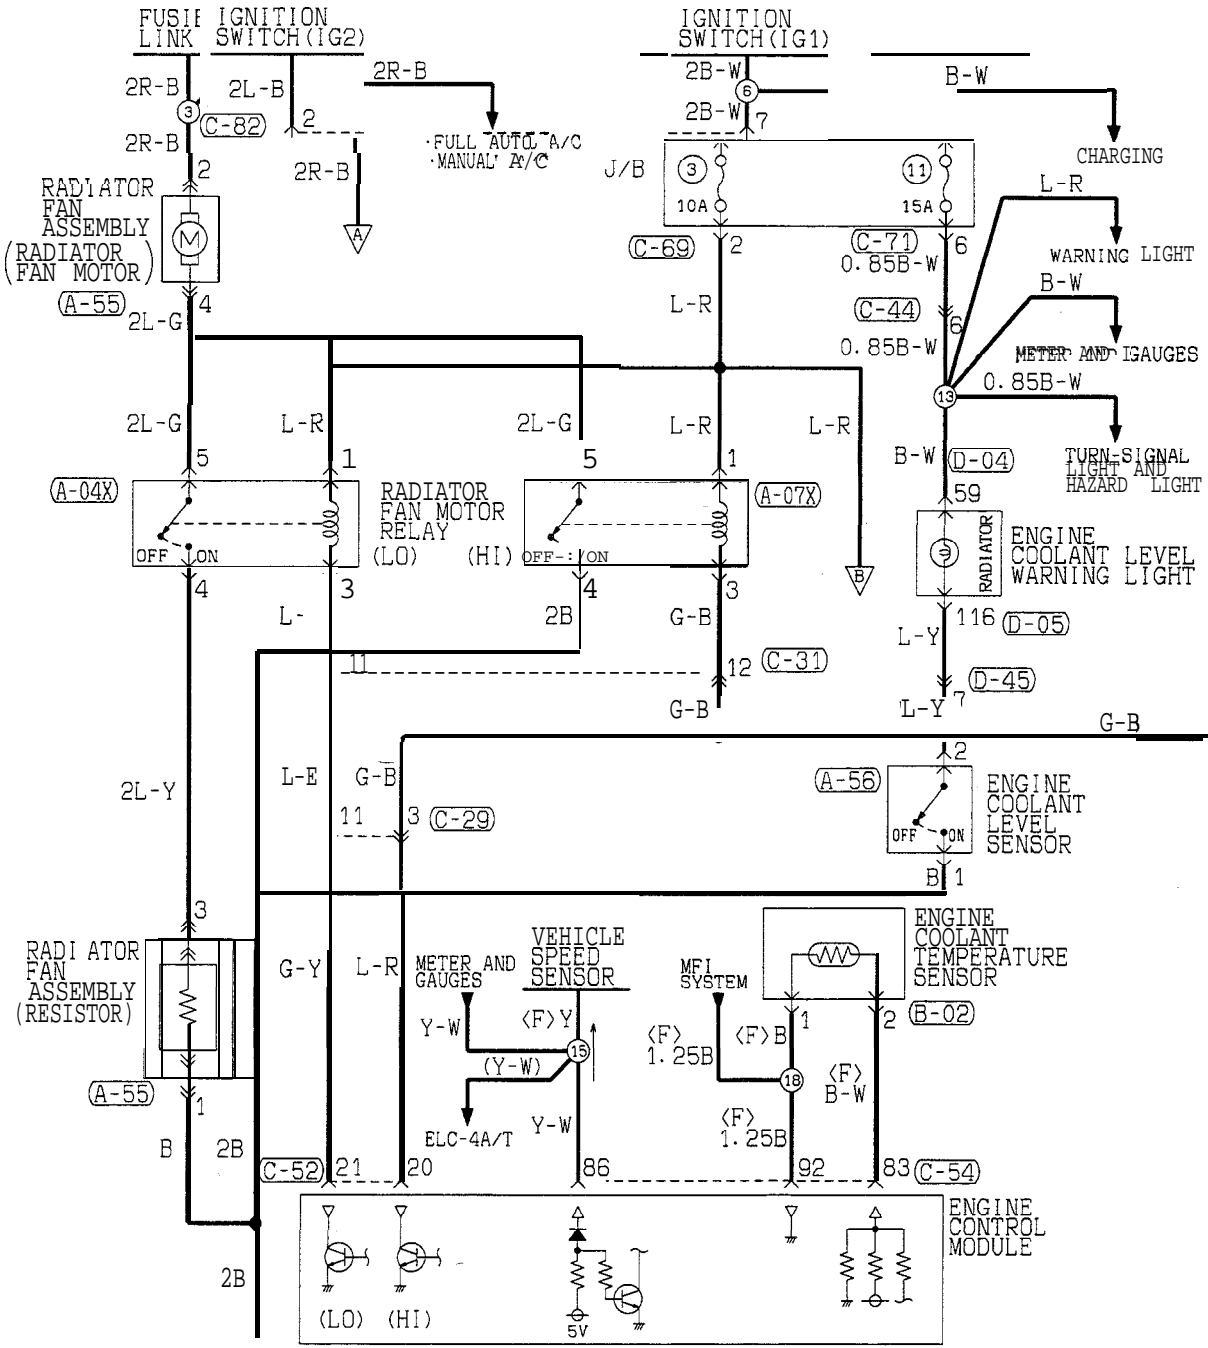 FUSIE
LINK
IGNITION
SWITCH(IG2)
IGNITION
SWITCH(IG1)
2R-B
2L-B
2R-B
2B-W
B-W
3
C-82
2
6
2B-W
7
2R-B
2R-B
·FULL AUTO A/C
·MANUAL A/C
CHARGING
2
J/B
3
10A
11
15A
L-R
RADIATOR
FAN
ASSEMBLY
(RADIATOR
FAN MOTOR)
M
A
C-69
2
C-71
6
0.85B-W
WARNING LIGHT
B-W
A-55
4
2L-G
L-R
C-44
6
0.85B-W
METER AND IGAUGES
0.85B-W
13
2L-G
L-R
2L-G
L-R
L-R
B-W
D-04
TURN-SIGNAL
LIGHT AND
HAZARD LIGHT
5
1
5
1
59
A-04X
A-07X
RADIATOR
FAN MOTOR
RELAY
(LO)
(HI)
OFF
ON
OFF-:
ON
RADIATOR
ENGINE
COOLANT LEVEL
WARNING LIGHT
B
4
3
4
3
116
D-05
L-
2B
G-B
L-Y
11
12
C-31
D-45
7
G-B
L-Y
G-B
2
2L-Y
L-E
G-B
A-56
OFF
ON
ENGINE
COOLANT
LEVEL
SENSOR
11
3
C-29
B
1
3
RADIATOR
FAN
ASSEMBLY
(RESISTOR)
G-Y
L-R
METER AND
GAUGES
VEHICLE
SPEED
SENSOR
MFI
SYSTEM
ENGINE
COOLANT
TEMPERATURE
SENSOR
B-02
Y-W
<F>Y
<F>
1.25B
<F>B
1
2
15
(Y-W)
18
<F>
B-W
A-55
1
ELC-4A/T
Y-W
<F>
1.25B
B
2B
C-52
21
20
86
92
83
C-54
ENGINE
CONTROL
MODULE
2B
(LO)
(HI)
5V